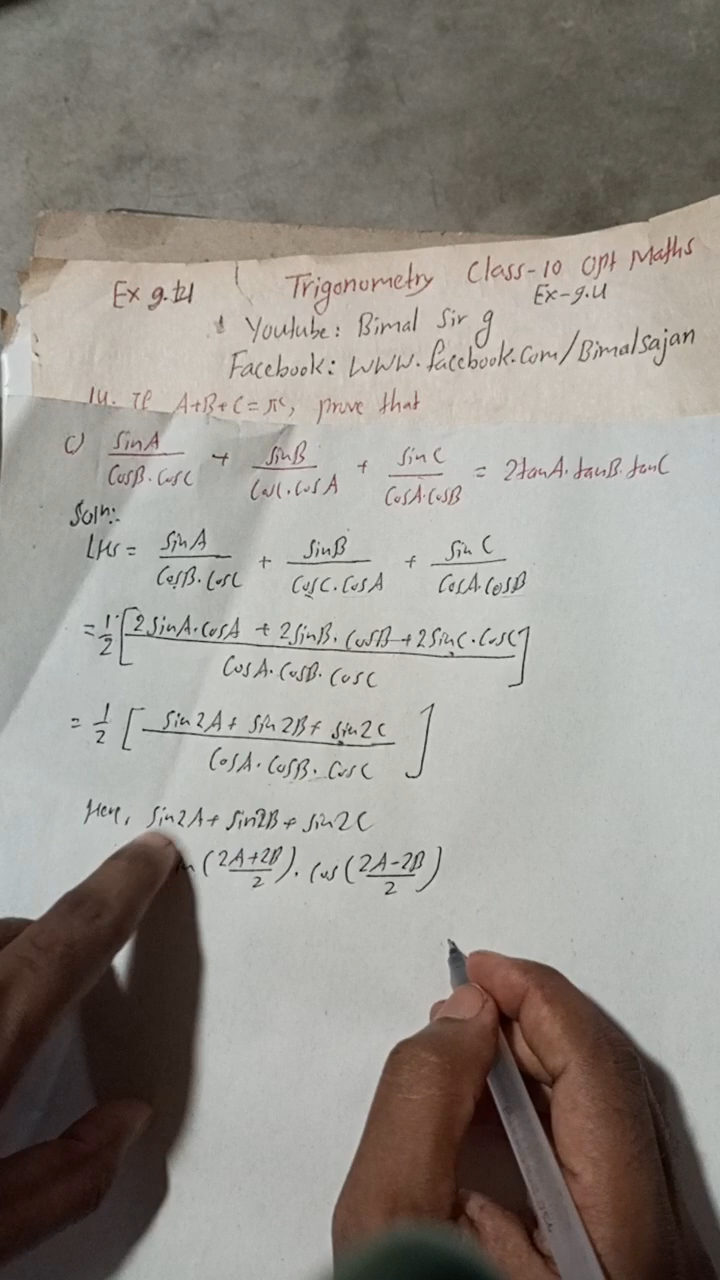 Ex 9.4 Trigonometry Class-10 Opt Maths
Ex-9.4
Youtube: Bimal Sir g
Facebook: WWW.facebook.com/Bimalsajan
14. If A+B+C=πᶜ, prove that
c) SinA/CosB.CosC + SinB/CosC.CosA + SinC/CosA.CosB = 2tanA.tanB.tanC
Soln:
LHS = SinA/CosB.CosC + SinB/CosC.CosA + Sin C/CosA.CosB
= 1/2 [2SinA.CosA + 2SinB.CosB + 2SinC.CosC/CosA.CosB.CosC]
= 1/2 [Sin2A + Sin2B + Sin2C/CosA.CosB.CosC]
Here, Sin2A + Sin2B + Sin2C
(2A+2B/2). Cos(2A-2B/2)